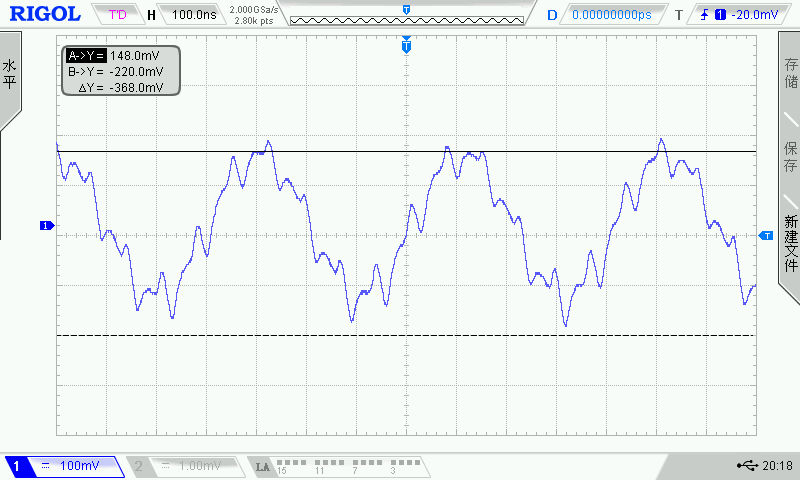 RIGOL T'D H 100.0ns 2.000GSa/s D 0.00000000ps T 1 -20.0mV
2.80k pts
T
T
A->Y= 148.0mV
B->Y= -220.0mV
ΔY= -368.0mV
水平
存储
保存
新建文件
1
T
1 100mV 2 1.00mV LA 15 11 7 3 20:18